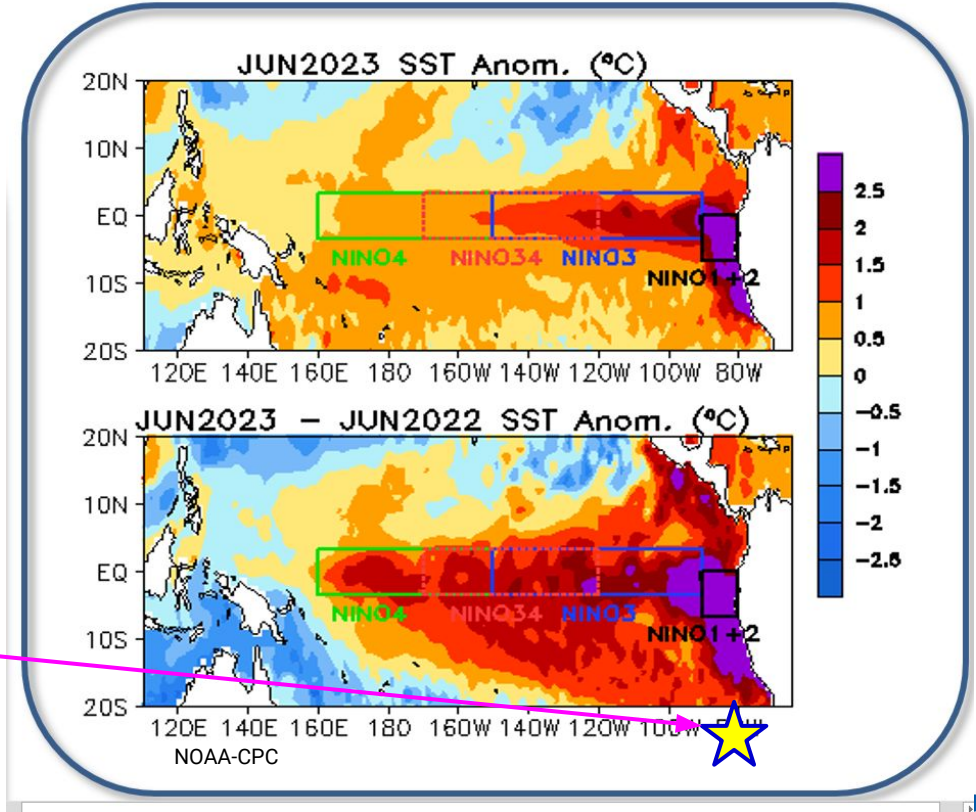 JUN2023 SST Anom. (ºC)
20N
10N
EQ
10S
20S
NINO4
NINO34
NINO3
NINO1+2
120E 140E 160E 180 160W 140W 120W 100W 80W
2.5
2
1.5
1
0.5
0
-0.5
-1
-1.5
-2
-2.5
JUN2023 - JUN2022 SST Anom. (ºC)
20N
10N
EQ
10S
20S
NINO4
NINO34
NINO3
NINO1+2
120E 140E 160E 180 160W 140W 120W 100W
NOAA-CPC